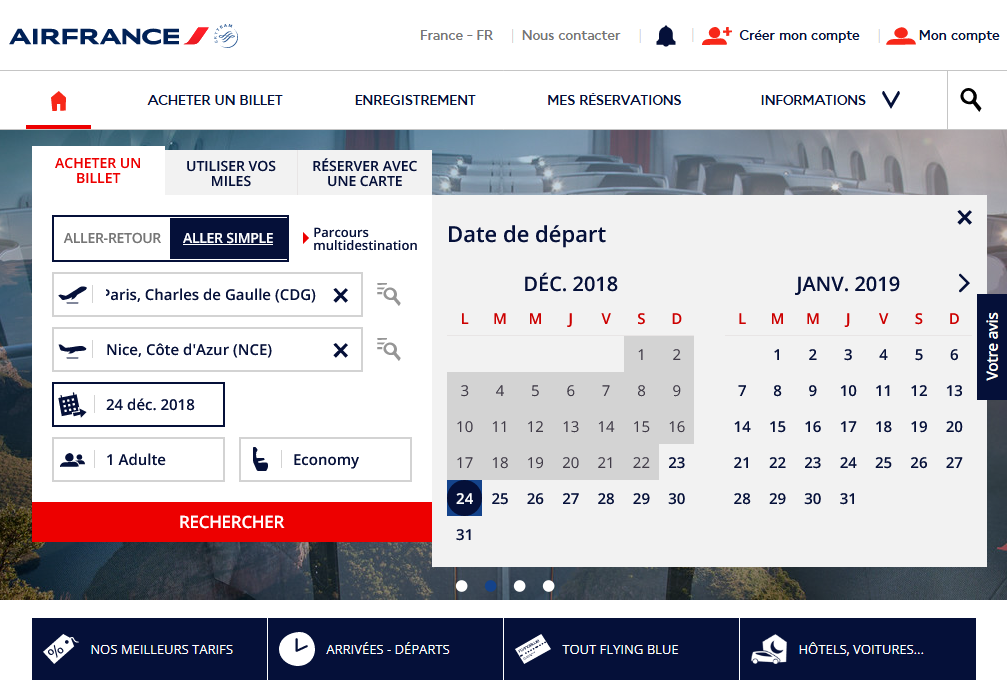 AIRFRANCE
SKYTEAM
France - FR
Nous contacter
Créer mon compte
Mon compte
ACHETER UN BILLET
ENREGISTREMENT
MES RÉSERVATIONS
INFORMATIONS
ACHETER UN
BILLET
UTILISER VOS
MILES
RÉSERVER AVEC
UNE CARTE
ALLER-RETOUR
ALLER SIMPLE
Parcours
multidestination
Paris, Charles de Gaulle (CDG)
Nice, Côte d'Azur (NCE)
24 déc. 2018
1 Adulte
Economy
RECHERCHER
Date de départ
DÉC. 2018
L M M J V S D
1 2
3 4 5 6 7 8 9
10 11 12 13 14 15 16
17 18 19 20 21 22 23
24 25 26 27 28 29 30
31
JANV. 2019
L M M J V S D
1 2 3 4 5 6
7 8 9 10 11 12 13
14 15 16 17 18 19 20
21 22 23 24 25 26 27
28 29 30 31
Votre avis
%
NOS MEILLEURS TARIFS
ARRIVÉES - DÉPARTS
TOUT FLYING BLUE
HÔTELS, VOITURES...